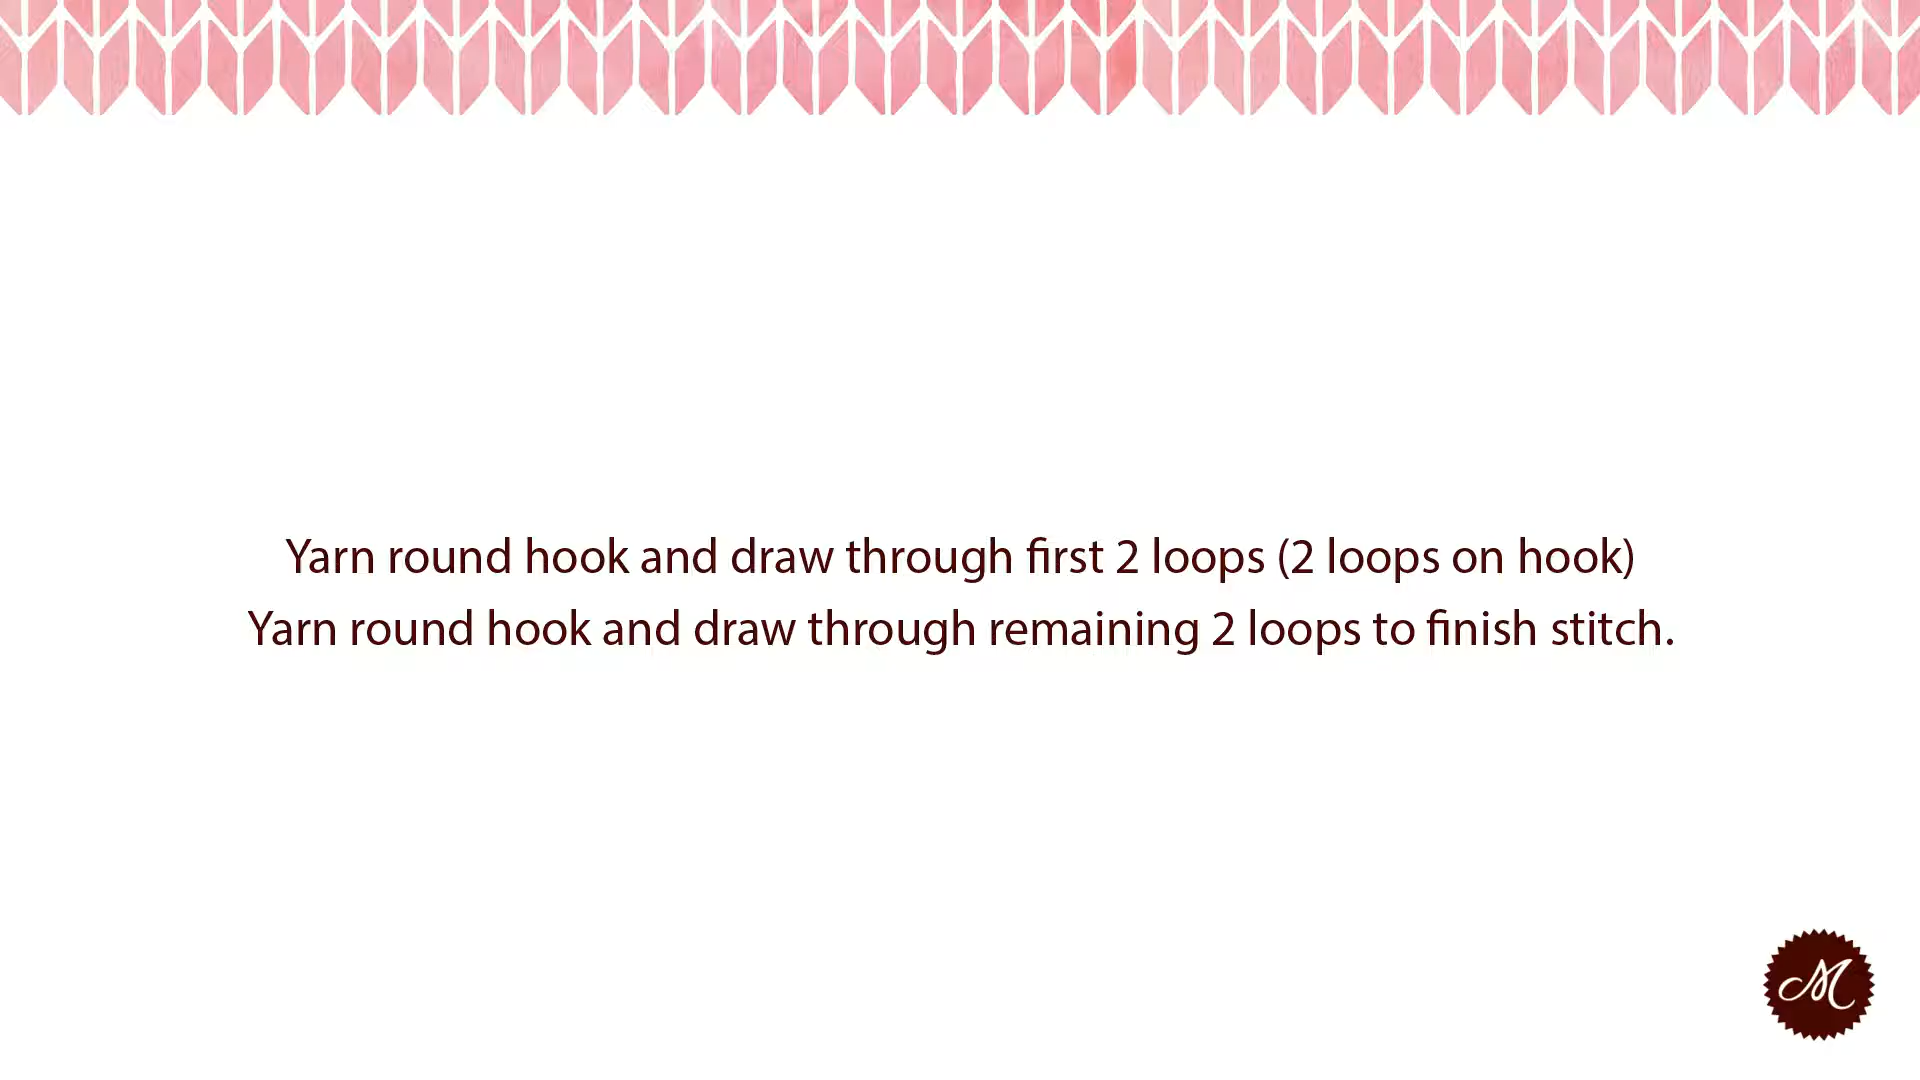 Yarn round hook and draw through first 2 loops (2 loops on hook)
Yarn round hook and draw through remaining 2 loops to finish stitch.
M